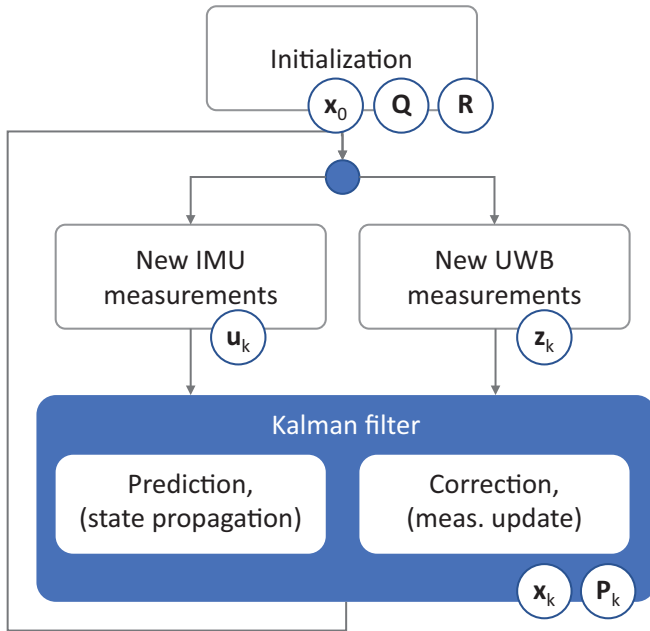 Initialization
x0 Q R
New IMU
measurements
uk
New UWB
measurements
zk
Kalman filter
Prediction,
(state propagation)
Correction,
(meas. update)
xk Pk